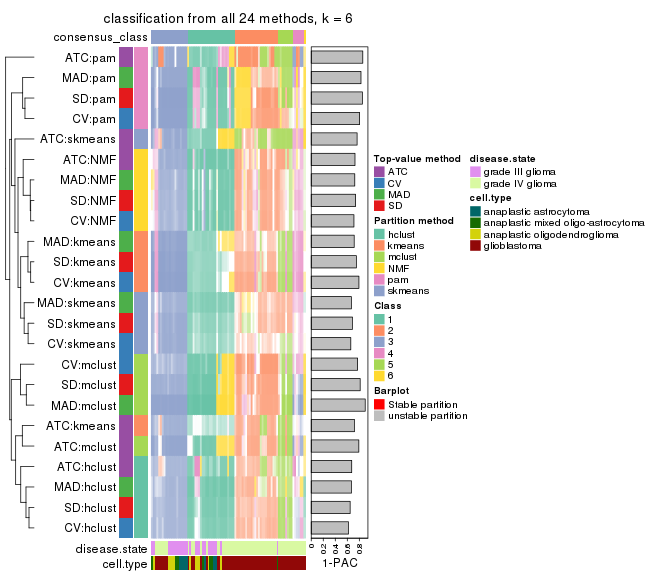 classification from all 24 methods, k = 6
consensus_class
ATC:pam
MAD:pam
SD:pam
CV:pam
ATC:skmeans
ATC:NMF
MAD:NMF
SD:NMF
CV:NMF
MAD:kmeans
SD:kmeans
CV:kmeans
MAD:skmeans
SD:skmeans
CV:skmeans
CV:mclust
SD:mclust
MAD:mclust
ATC:kmeans
ATC:mclust
ATC:hclust
MAD:hclust
SD:hclust
CV:hclust
disease.state
cell.type
0
0.2
0.4
0.6
0.8
1-PAC
Top-value method
ATC
CV
MAD
SD
Partition method
hclust
kmeans
mclust
NMF
pam
skmeans
Class
1
2
3
4
5
6
Barplot
Stable partition
unstable partition
disease.state
grade III glioma
grade IV glioma
cell.type
anaplastic astrocytoma
anaplastic mixed oligo-astrocytoma
anaplastic oligodendroglioma
glioblastoma